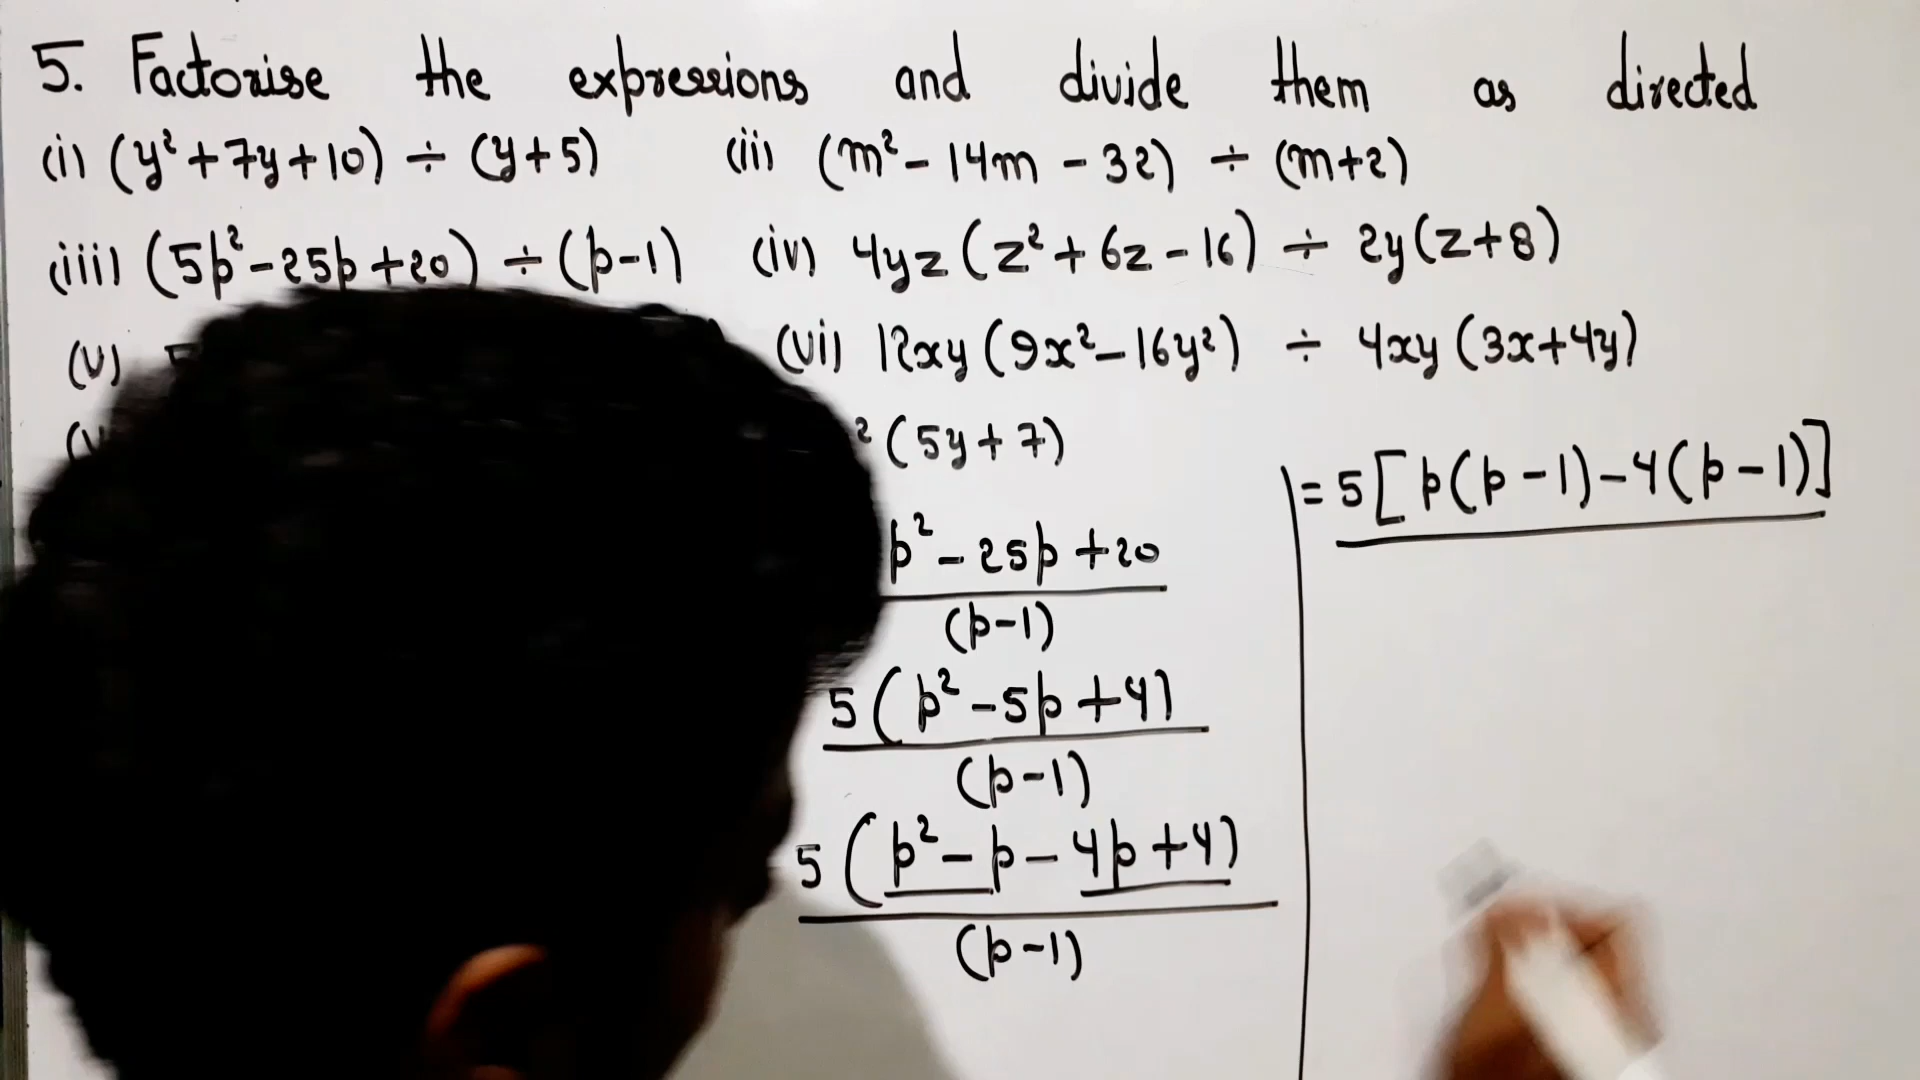 5. Factorise the expressions and divide them as directed
(i) (y²+7y+10) ÷ (y+5) (ii) (m²-14m-32) ÷ (m+2)
(iii) (5p²-25p+20) ÷ (p-1) (iv) 4yz(z²+6z-16) ÷ 2y(z+8)
(v) (vi) 12xy(9x²-16y²) ÷ 4xy(3x+4y)
² (5y+7)
p²-25p+20
(p-1)
5(p²-5p+4)
(p-1)
5(p²-p-4p+4)
(p-1)
= 5[p(p-1)-4(p-1)]